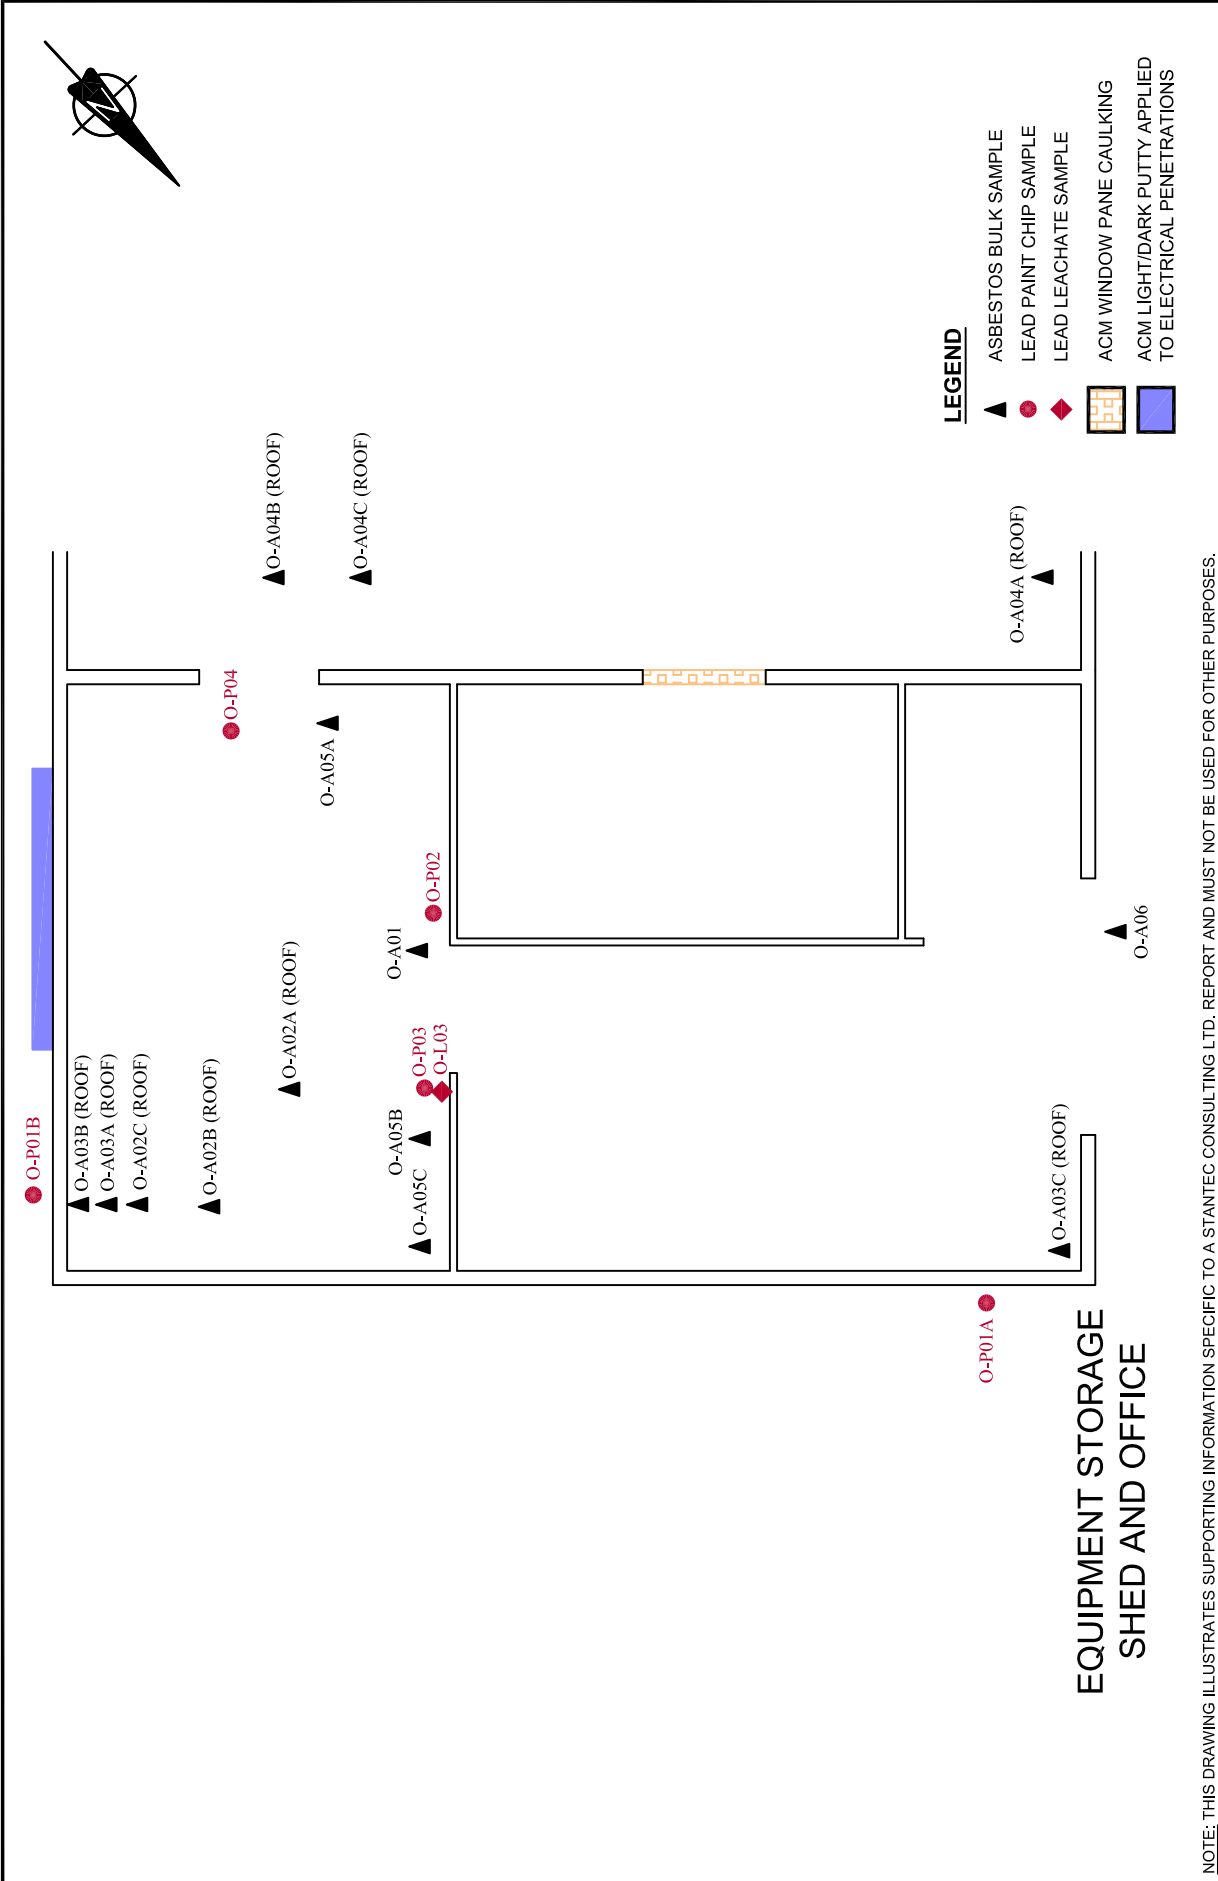 N
O-P01B
O-A03B (ROOF)
O-A03A (ROOF)
O-A02C (ROOF)
O-A02B (ROOF)
O-A02A (ROOF)
O-P04
O-A04B (ROOF)
O-A04C (ROOF)
O-A05A
O-P02
O-A01
O-P03
O-L03
O-A05B
O-A05C
O-A04A (ROOF)
O-A03C (ROOF)
O-A06
O-P01A
LEGEND
ASBESTOS BULK SAMPLE
LEAD PAINT CHIP SAMPLE
LEAD LEACHATE SAMPLE
ACM WINDOW PANE CAULKING
ACM LIGHT/DARK PUTTY APPLIED
TO ELECTRICAL PENETRATIONS
EQUIPMENT STORAGE
SHED AND OFFICE
NOTE: THIS DRAWING ILLUSTRATES SUPPORTING INFORMATION SPECIFIC TO A STANTEC CONSULTING LTD. REPORT AND MUST NOT BE USED FOR OTHER PURPOSES.